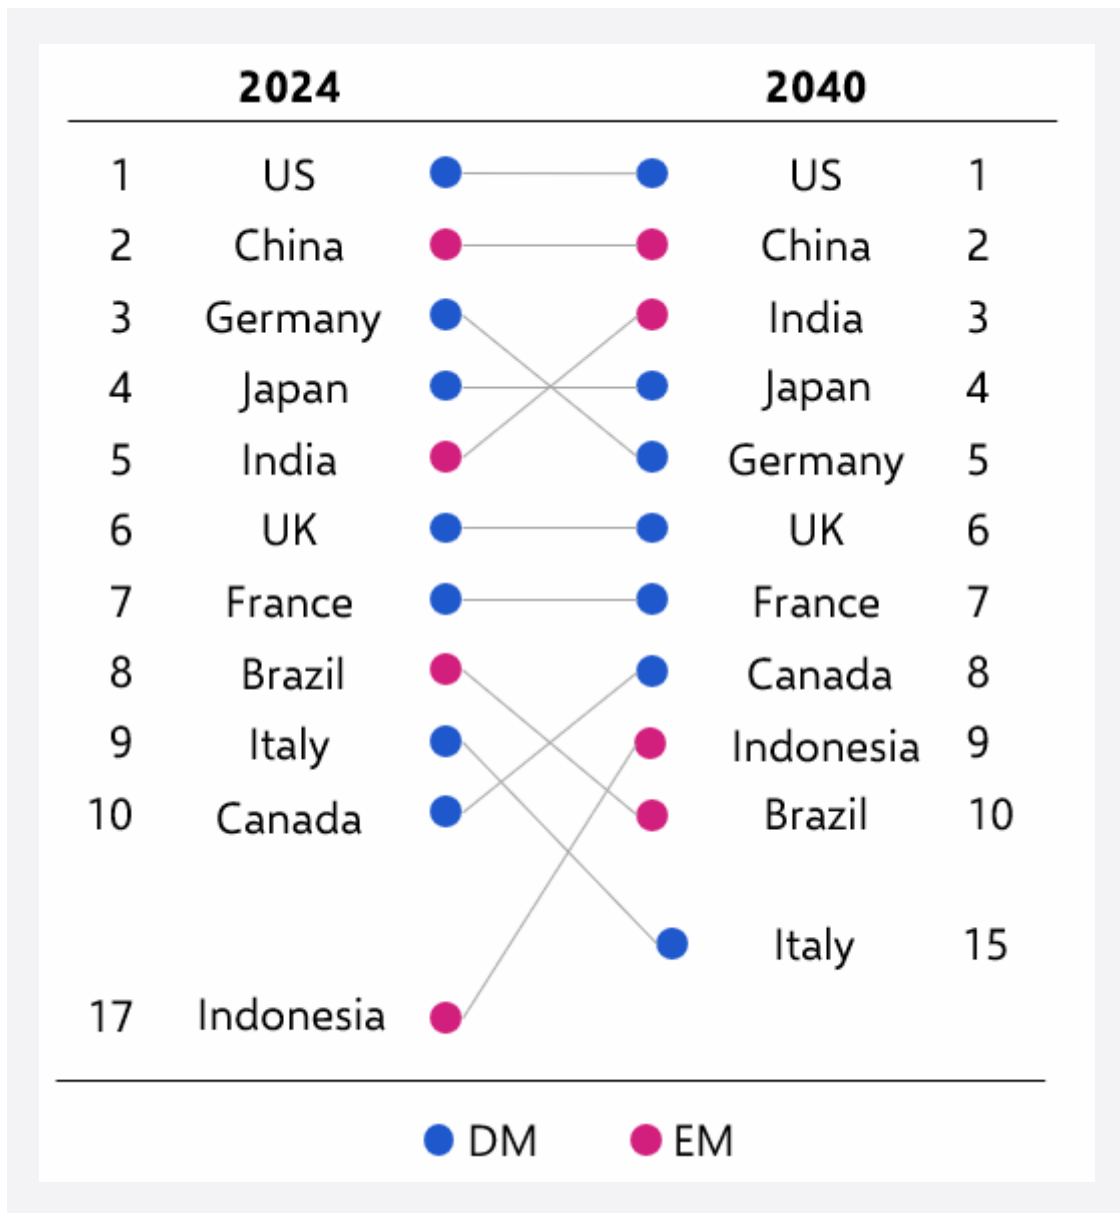 2024 2040
1 US US 1
2 China China 2
3 Germany India 3
4 Japan Japan 4
5 India Germany 5
6 UK UK 6
7 France France 7
8 Brazil Canada 8
9 Italy Indonesia 9
10 Canada Brazil 10
Italy 15
17 Indonesia
DM EM